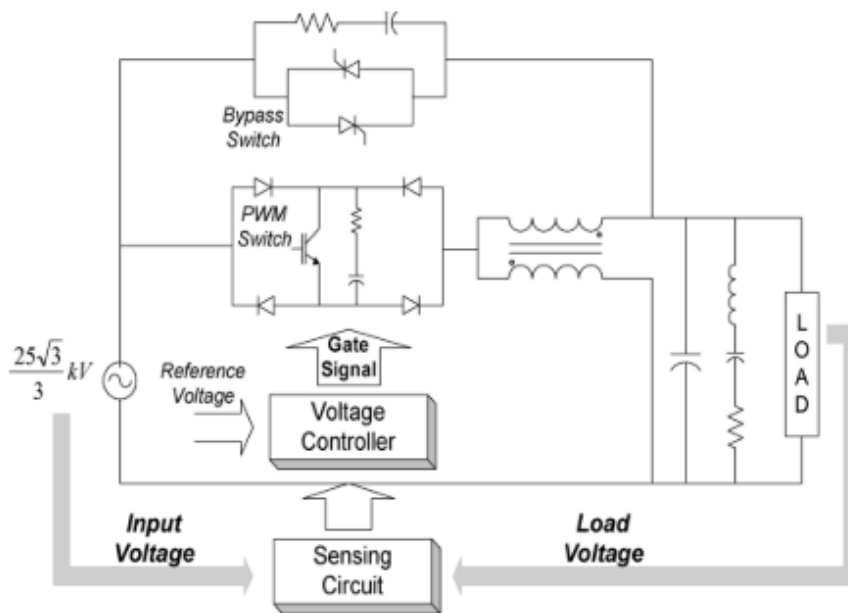 Bypass
Switch
PWM
Switch
Gate
Signal
25√3
3
kV
Reference
Voltage
Voltage
Controller
LOAD
Input
Voltage
Sensing
Circuit
Load
Voltage